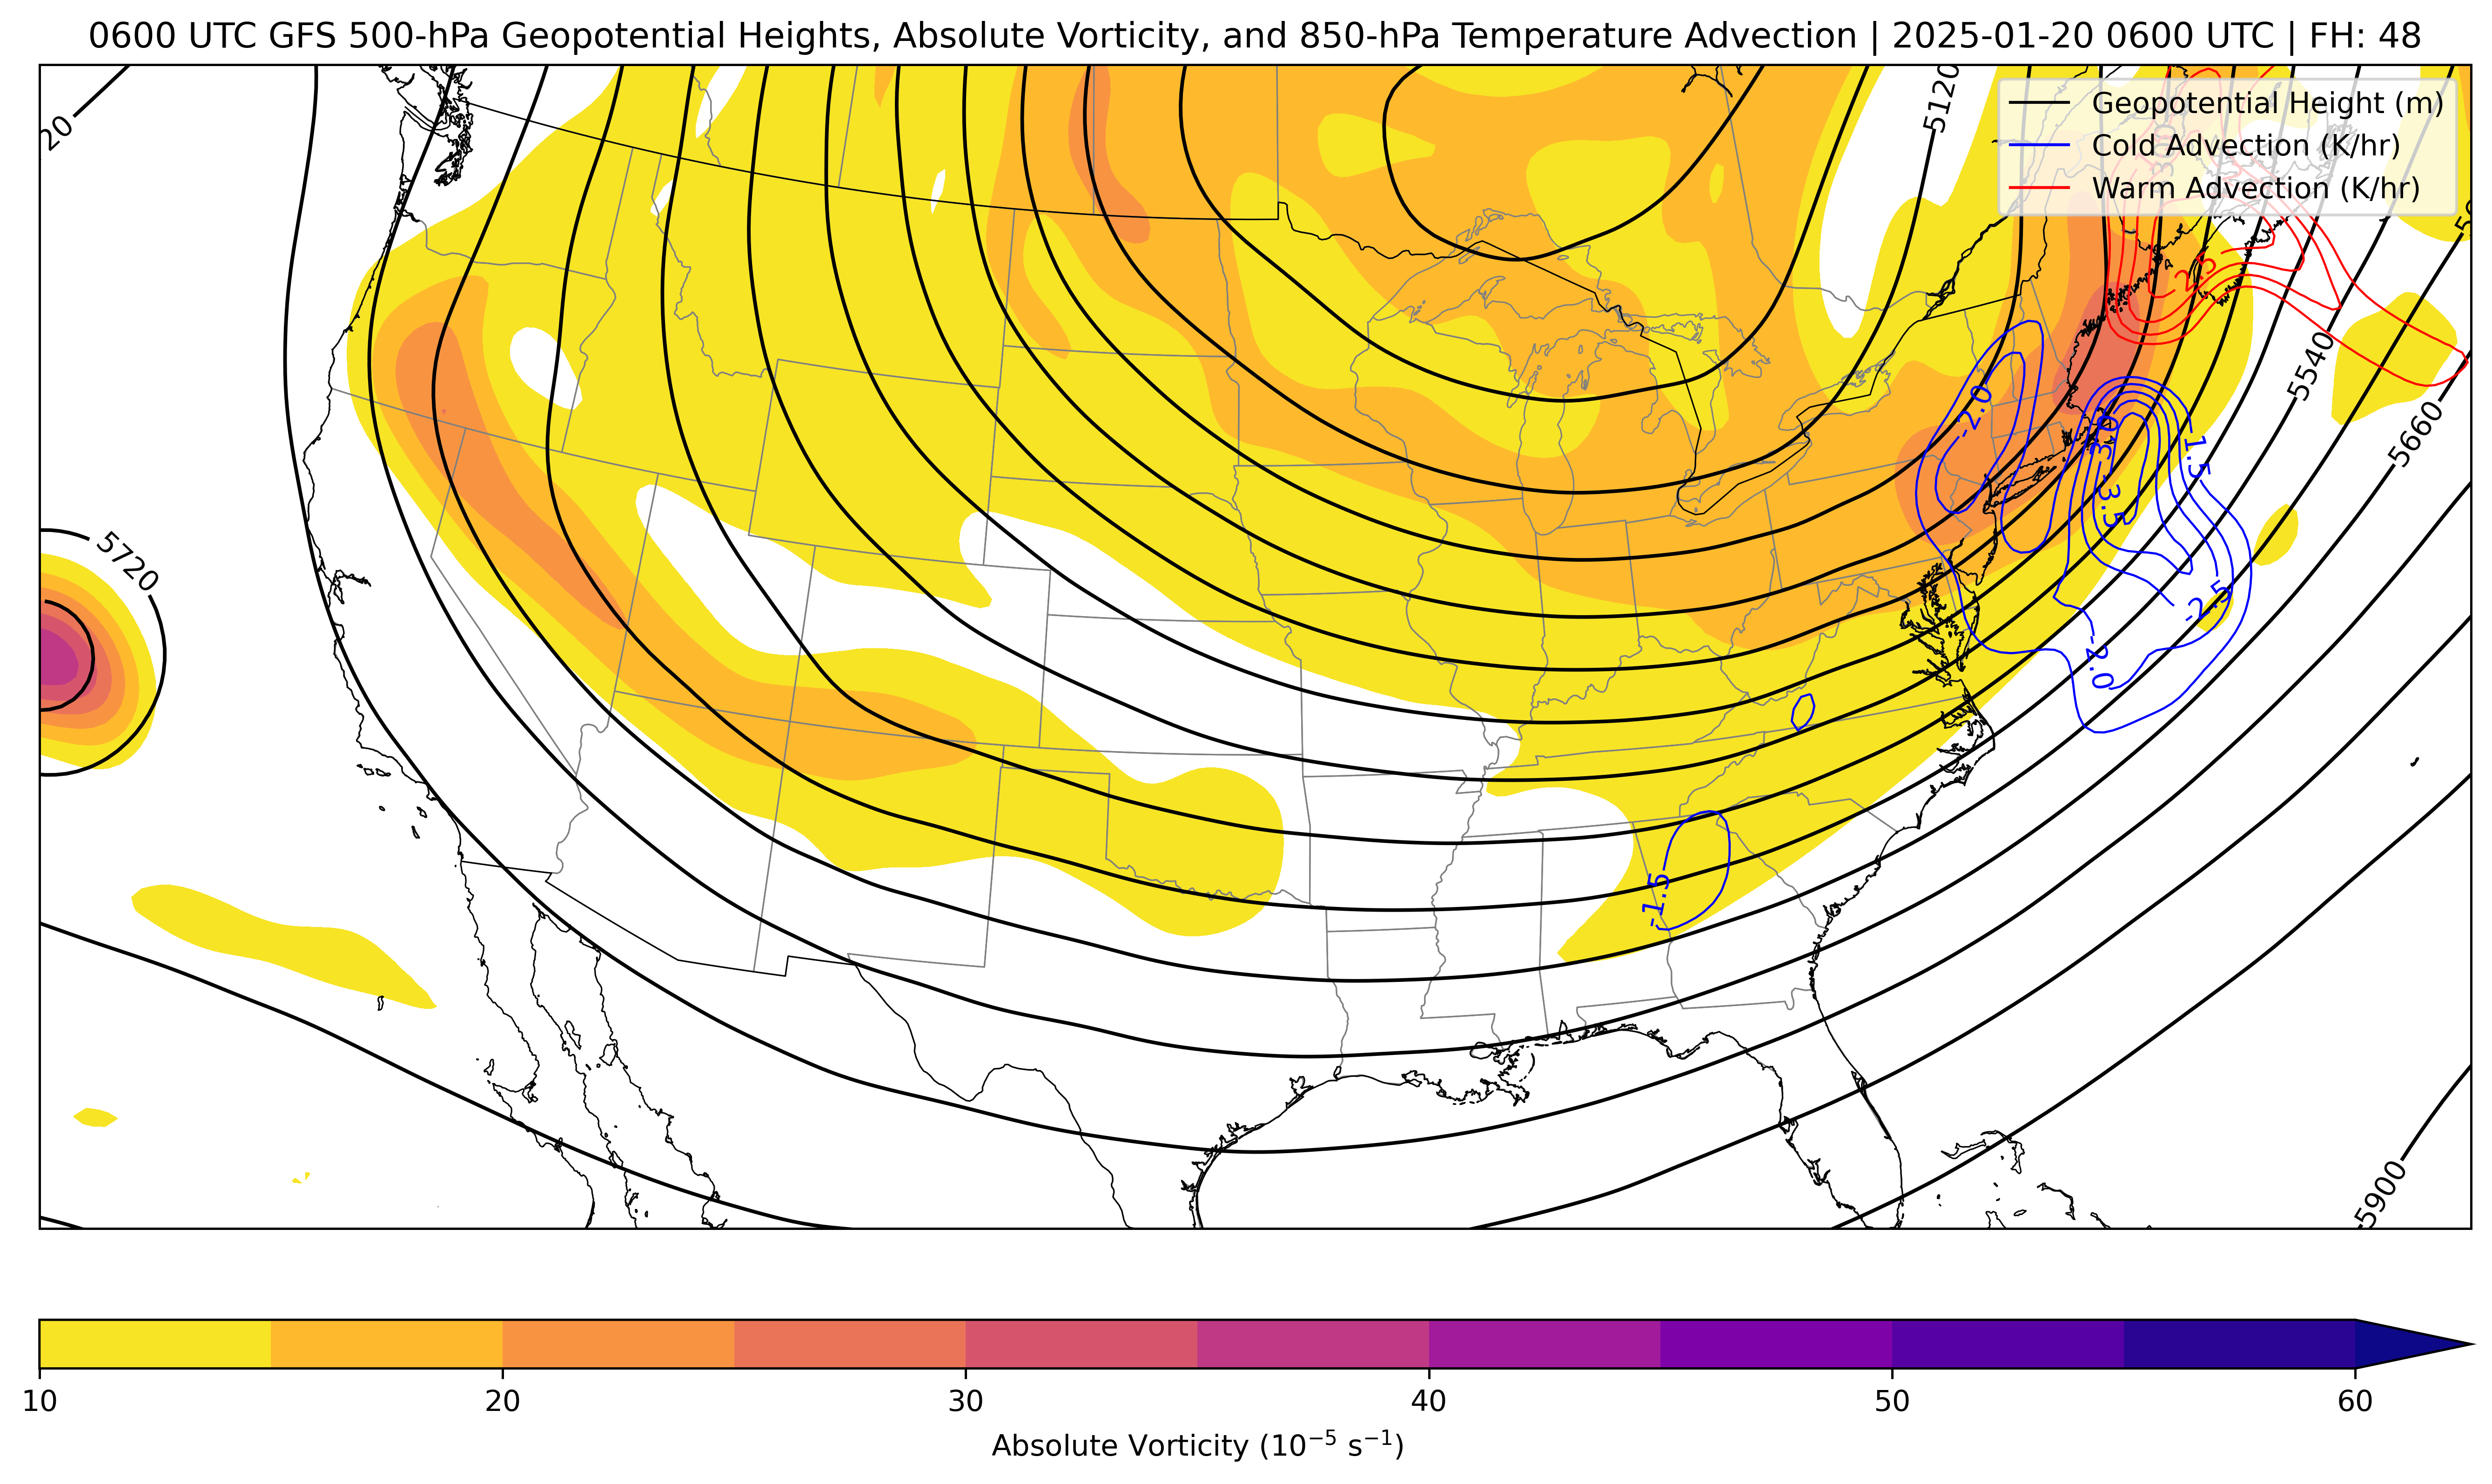 0600 UTC GFS 500-hPa Geopotential Heights, Absolute Vorticity, and 850-hPa Temperature Advection | 2025-01-20 0600 UTC | FH: 48
20
5120
Geopotential Height (m)
Cold Advection (K/hr)
Warm Advection (K/hr)
2.5
5540
-2.0
5660
-1.5
-3.5
5720
-2.5
-2.0
-1.5
5900
10 20 30 40 50 60
Absolute Vorticity (10⁻⁵ s⁻¹)